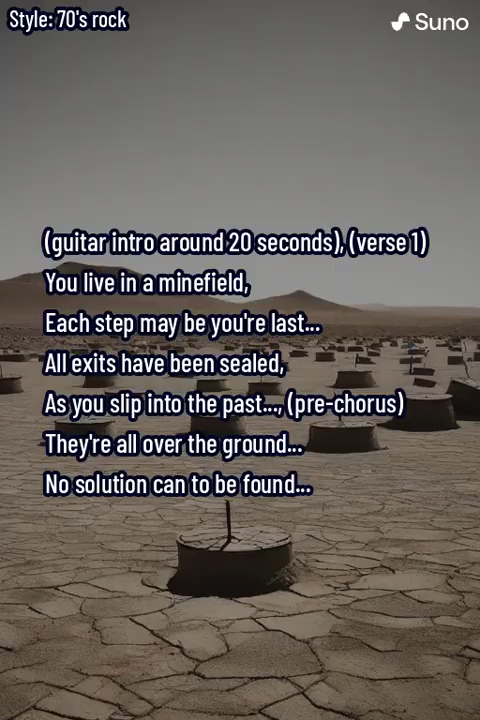 Style: 70's rock
Suno
(guitar intro around 20 seconds), (verse 1)
You live in a minefield,
Each step may be you're last...
All exits have been sealed,
As you slip into the past..., (pre-chorus)
They're all over the ground...
No solution can to be found...